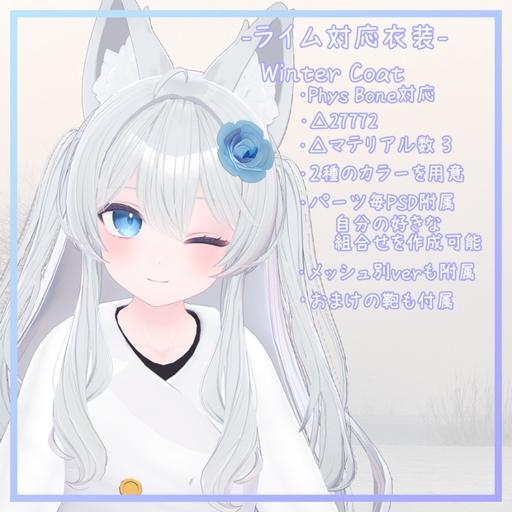 -ライム対応衣装-
Winter Coat
・Phys Bone対応
・△27772
・△マテリアル数 3
・2種のカラーを用意
・パーツ毎PSD附属
自分の好きな
組合せを作成可能
・メッシュ別verも附属
・おまけの鞄も付属